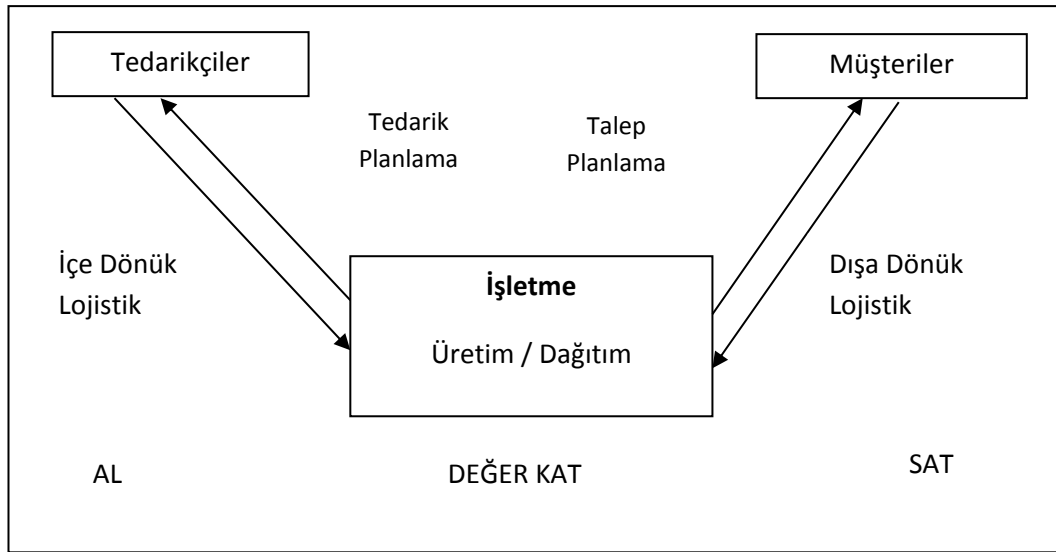 Tedarikçiler
Müşteriler
Tedarik
Planlama
Talep
Planlama
İçe Dönük
Lojistik
İşletme
Üretim / Dağıtım
Dışa Dönük
Lojistik
AL
DEĞER KAT
SAT